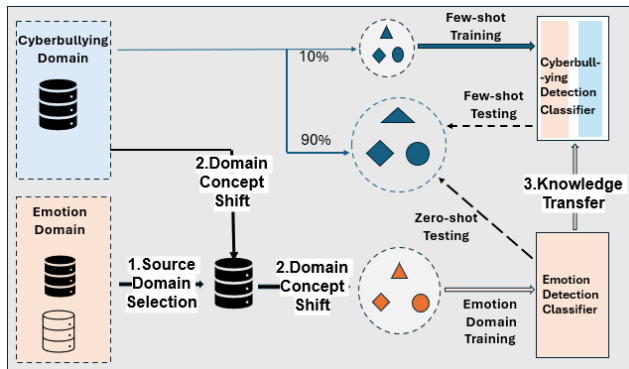 Cyberbullying
Domain
10%
Few-shot
Training
Cyberbull-
-ying
Detection
Classifier
Few-shot
Testing
90%
2.Domain
Concept
Shift
3.Knowledge
Transfer
Zero-shot
Testing
Emotion
Domain
1.Source
Domain
Selection
2.Domain
Concept
Shift
Emotion
Domain
Training
Emotion
Detection
Classifier